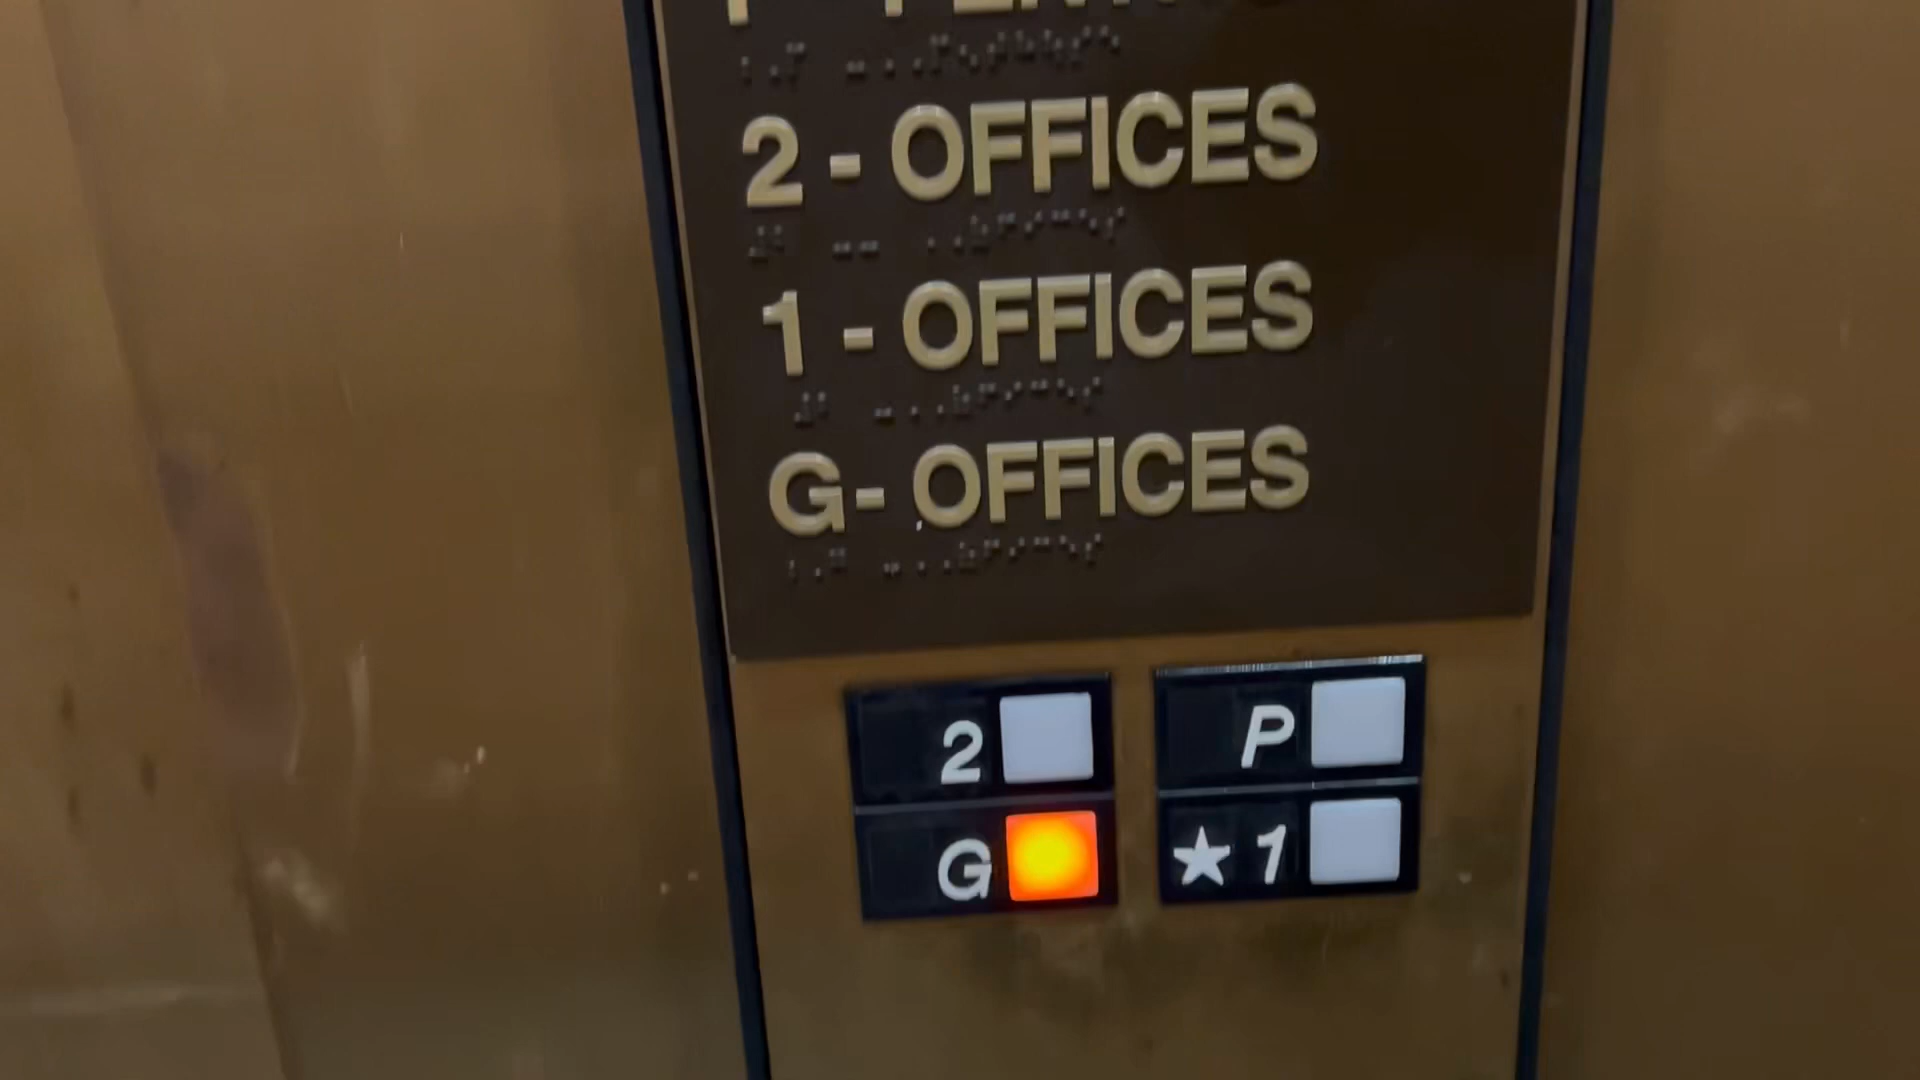 2 - OFFICES
1 - OFFICES
G- OFFICES
2
P
G
★ 1